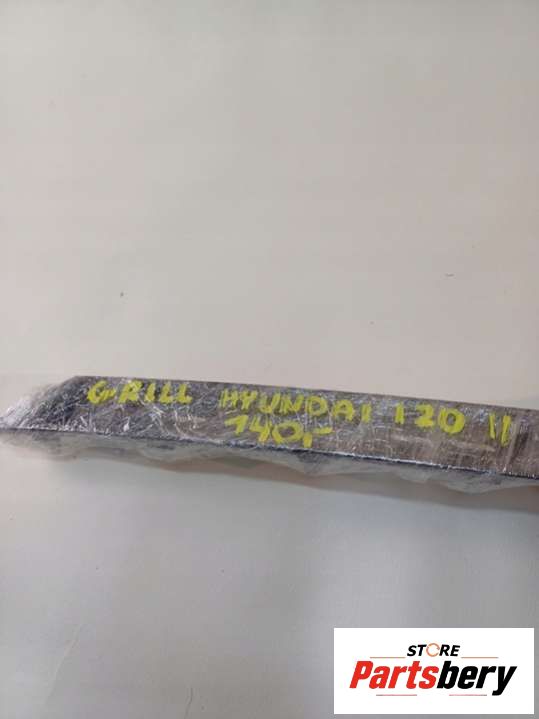 GRILL HYUNDAI I20 II
140,-
STORE
Partsbery